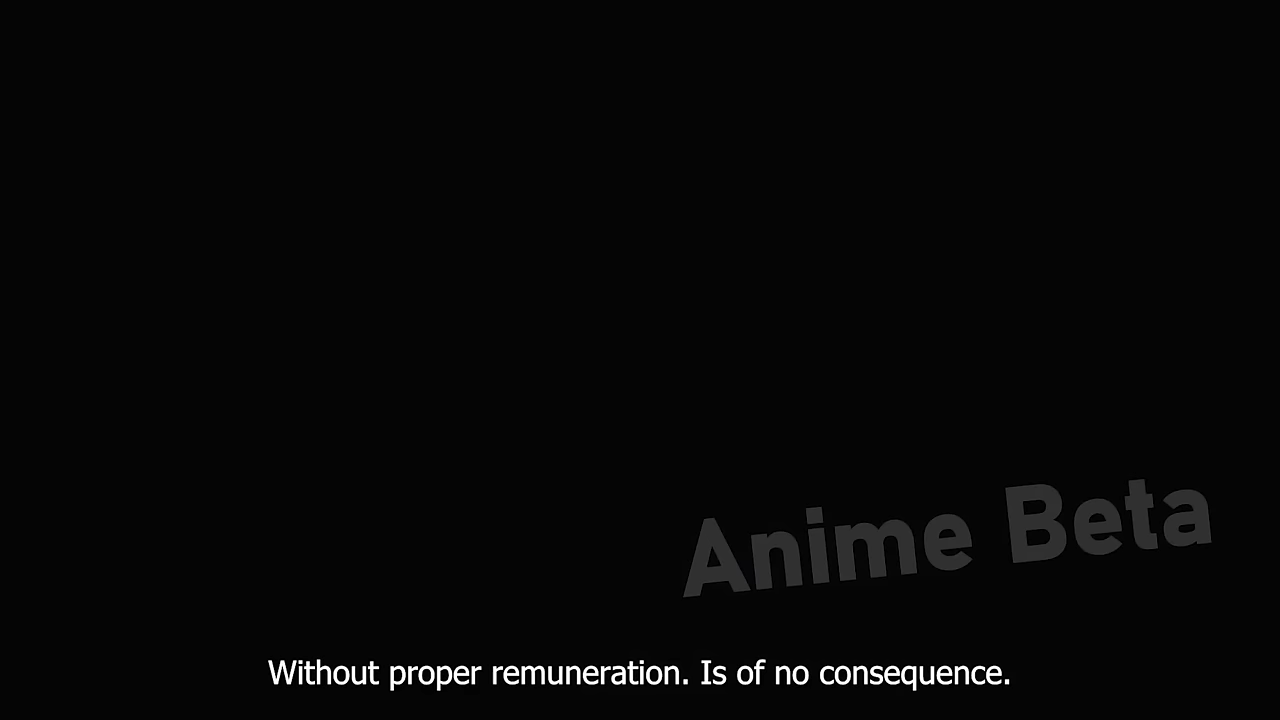 Anime Beta
Without proper remuneration. Is of no consequence.